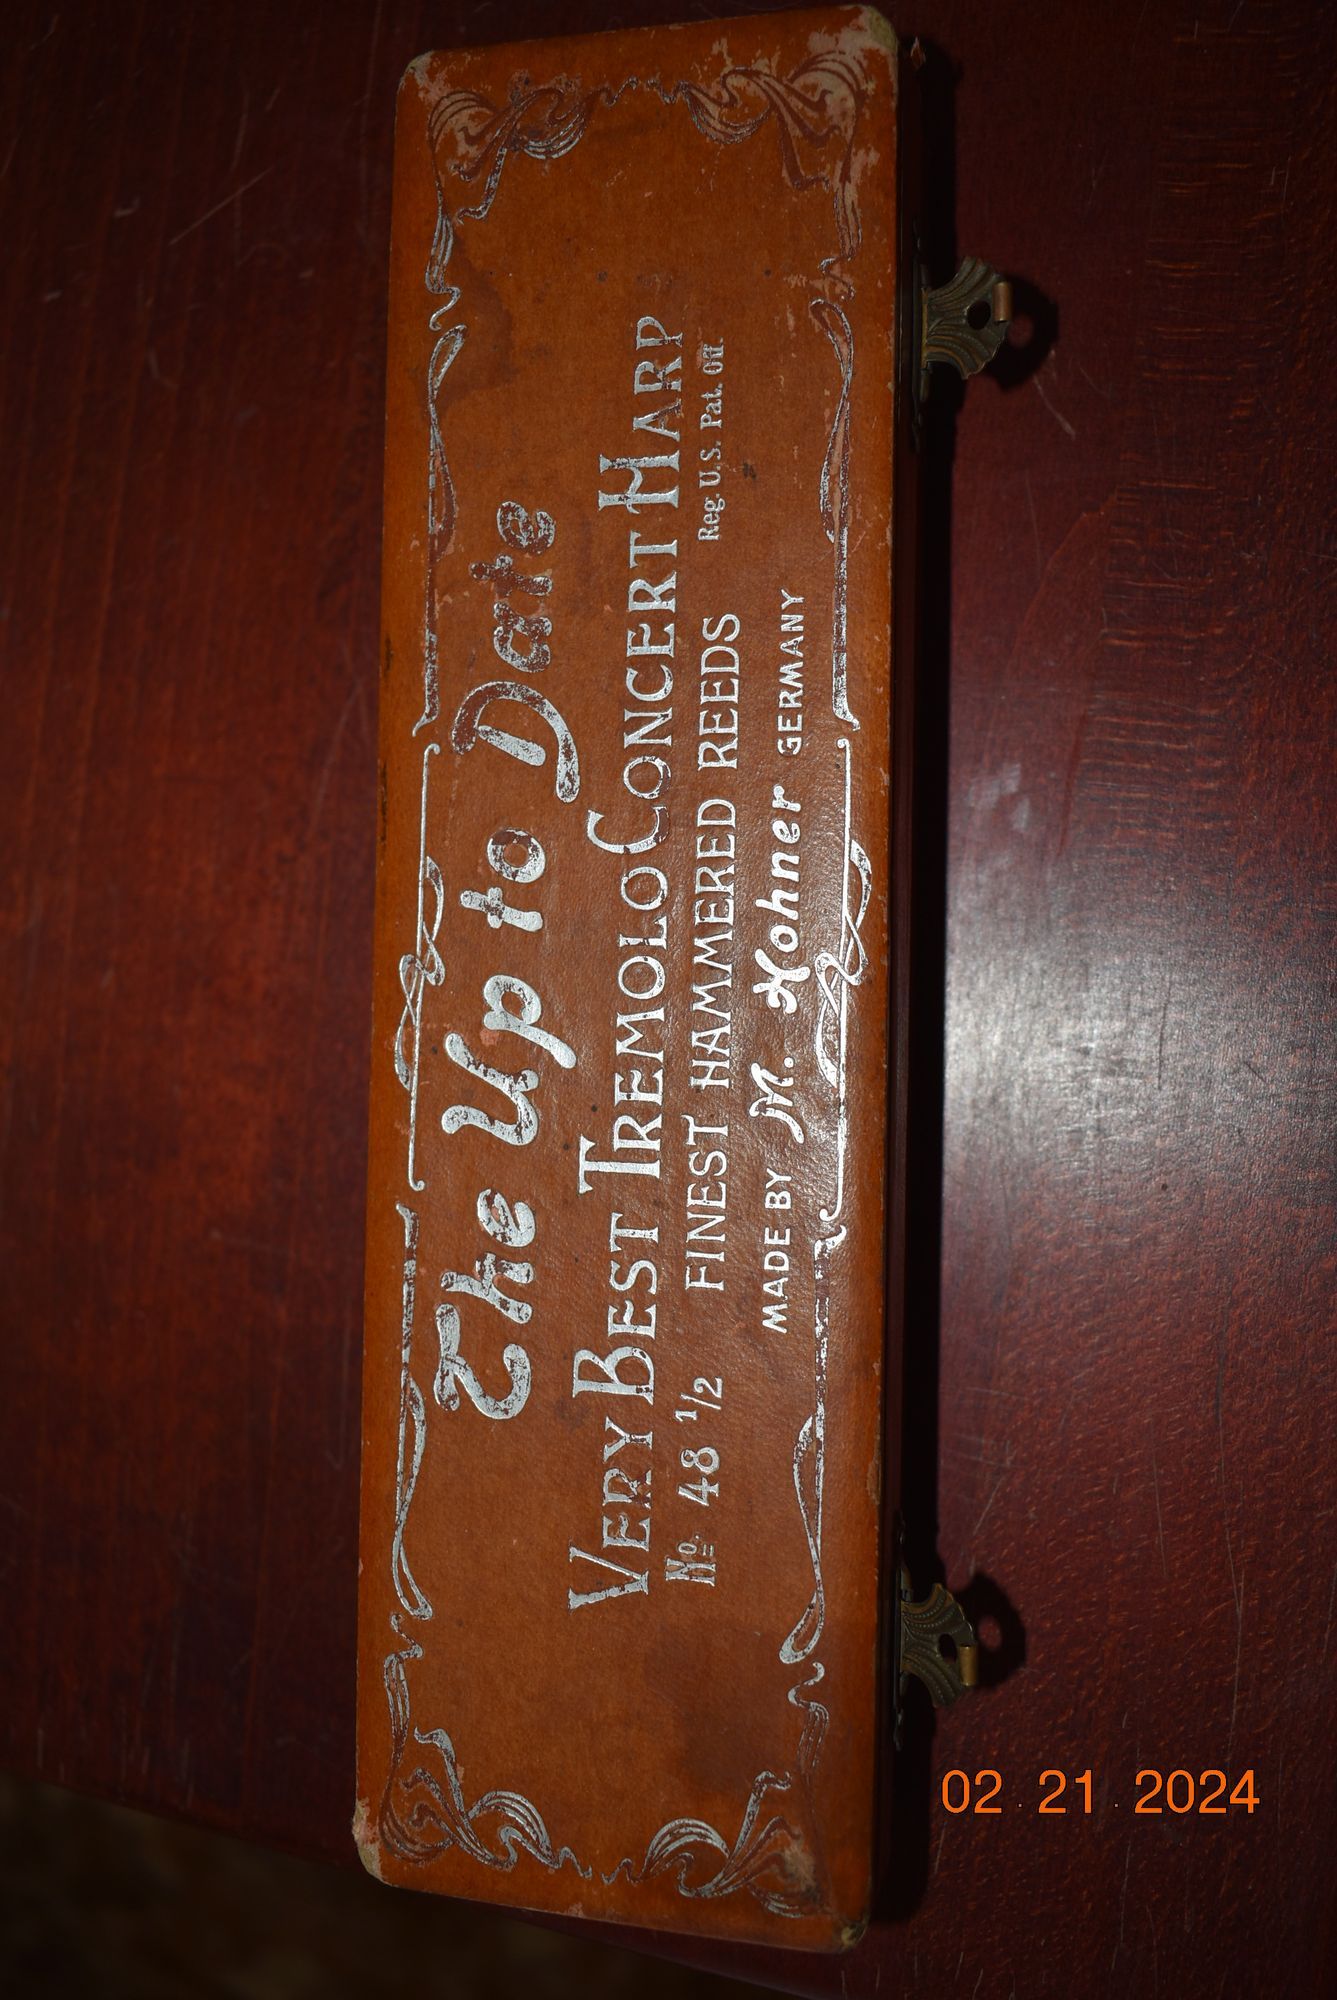 The Up to Date
VERY BEST TREMOLO CONCERT HARP
No. 48 1/2 FINEST HAMMERED REEDS Reg. U.S. Pat. Off.
MADE BY M. Hohner GERMANY
02.21.2024